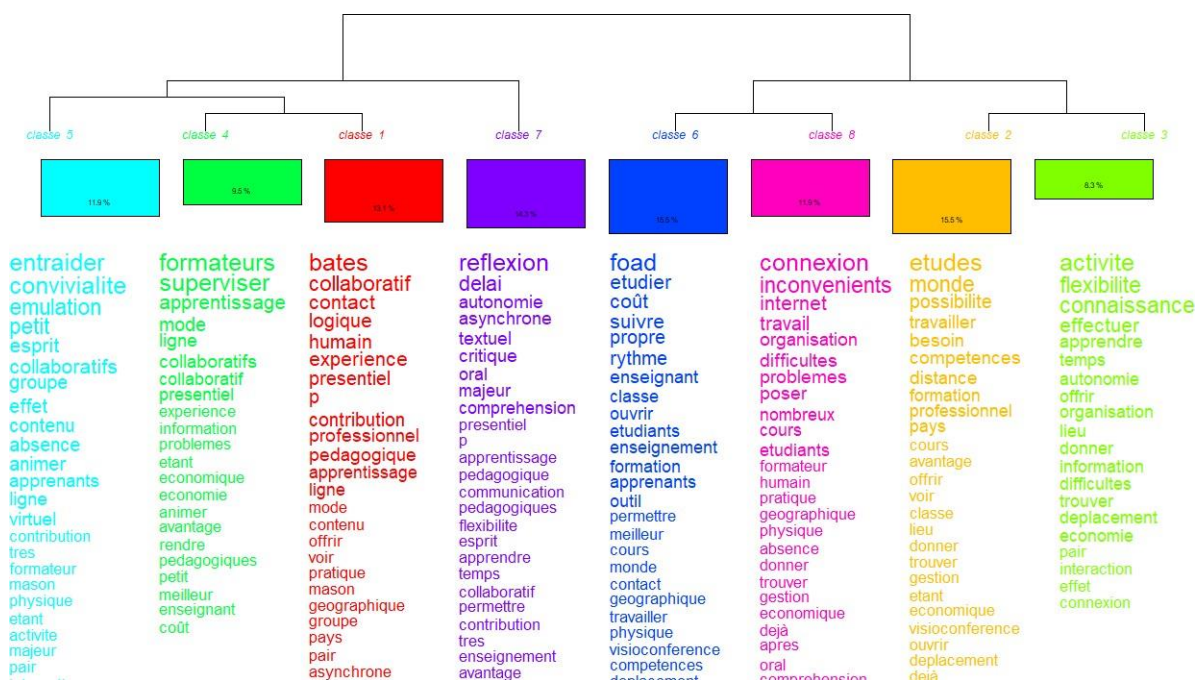 classe 5
classe 4
classe 1
classe 7
classe 6
classe 8
classe 2
classe 3
11.9 %
9.5 %
13.1 %
14.3 %
15.5 %
11.9 %
15.5 %
8.3 %
entraider
convivialite
emulation
petit
esprit
collaboratifs
groupe
effet
contenu
absence
animer
apprenants
ligne
virtuel
contribution
tres
formateur
mason
physique
etant
activite
majeur
pair
formateurs
superviser
apprentissage
mode
ligne
collaboratifs
collaboratif
presentiel
experience
information
problemes
etant
economique
economie
animer
avantage
rendre
pedagogiques
petit
meilleur
enseignant
coût
bates
collaboratif
contact
logique
humain
experience
presentiel
p
contribution
professionnel
pedagogique
apprentissage
ligne
mode
contenu
offrir
voir
pratique
mason
geographique
groupe
pays
pair
asynchrone
reflexion
delai
autonomie
asynchrone
textuel
critique
oral
majeur
comprehension
presentiel
p
apprentissage
pedagogique
communication
pedagogiques
flexibilite
esprit
apprendre
temps
collaboratif
permettre
contribution
tres
enseignement
avantage
foad
etudier
coût
suivre
propre
rythme
enseignant
classe
ouvrir
etudiants
enseignement
formation
apprenants
outil
permettre
meilleur
cours
monde
contact
geographique
travailler
physique
visioconference
competences
deplacement
connexion
inconvenients
internet
travail
organisation
difficultes
problemes
poser
nombreux
cours
etudiants
formateur
humain
pratique
geographique
physique
absence
donner
trouver
gestion
economique
dejà
apres
oral
comprehension
etudes
monde
possibilite
travailler
besoin
competences
distance
formation
professionnel
pays
cours
avantage
offrir
voir
classe
lieu
donner
trouver
gestion
etant
economique
visioconference
ouvrir
deplacement
dejà
activite
flexibilite
connaissance
effectuer
apprendre
temps
autonomie
offrir
organisation
lieu
donner
information
difficultes
trouver
deplacement
economie
pair
interaction
effet
connexion